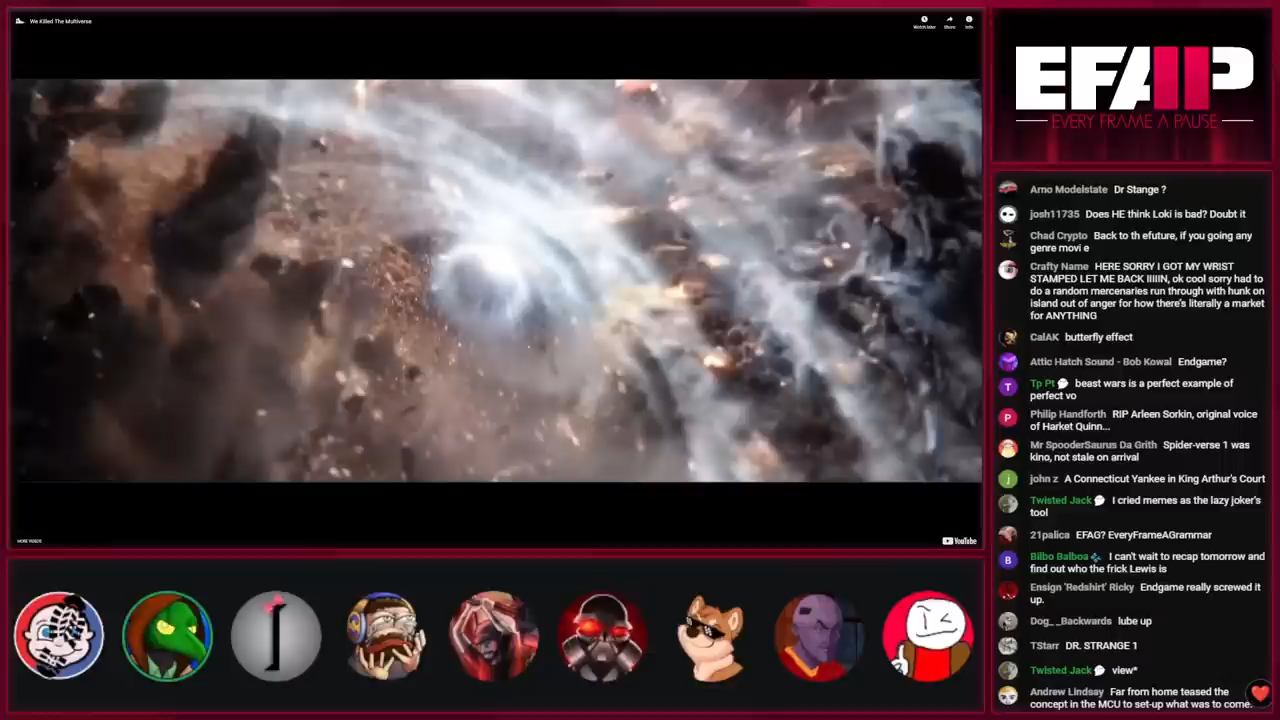 We Killed The Multiverse
Watch later
Share
Info
MORE VIDEOS
YouTube
EFAP
EVERY FRAME A PAUSE
Arno Modelstate Dr Stange ?
josh11735 Does HE think Loki is bad? Doubt it
Chad Crypto Back to th efuture, if you going any
genre movi e
Crafty Name HERE SORRY I GOT MY WRIST
STAMPED LET ME BACK IIIIIN, ok cool sorry had to
do a random mercenaries run through with hunk on
island out of anger for how there's literally a market
for ANYTHING
CalAK butterfly effect
Attic Hatch Sound - Bob Kowal Endgame?
Tp Pt beast wars is a perfect example of
perfect vo
Philip Handforth RIP Arleen Sorkin, original voice
of Harket Quinn...
Mr SpooderSaurus Da Grith Spider-verse 1 was
kino, not stale on arrival
john z A Connecticut Yankee in King Arthur's Court
Twisted Jack I cried memes as the lazy joker's
tool
21palica EFAG? EveryFrameAGrammar
Bilbo Balboa I can't wait to recap tomorrow and
find out who the frick Lewis is
Ensign 'Redshirt' Ricky Endgame really screwed it
up.
Dog_ _Backwards lube up
TStarr DR. STRANGE 1
Twisted Jack view*
Andrew Lindsay Far from home teased the
concept in the MCU to set-up what was to come.